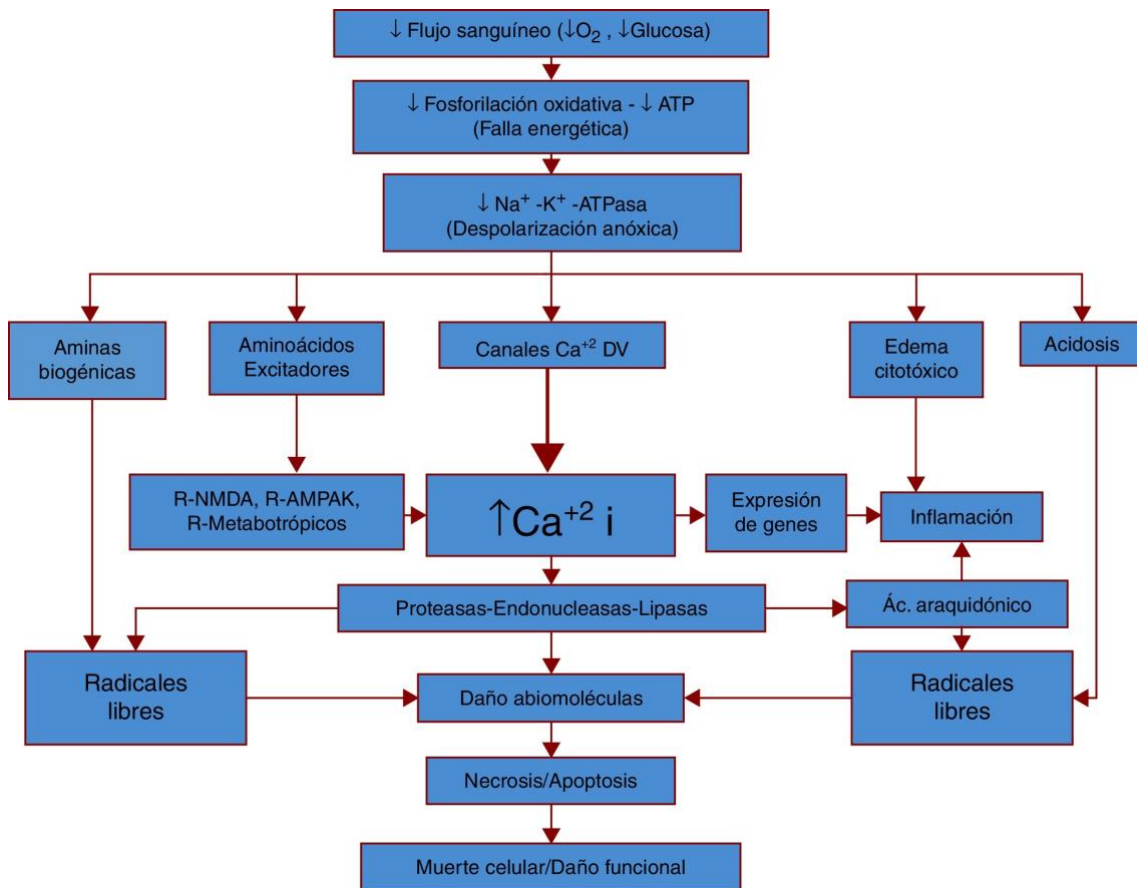 ↓ Flujo sanguíneo (↓O₂ , ↓Glucosa)
↓ Fosforilación oxidativa - ↓ ATP
(Falla energética)
↓ Na⁺ -K⁺ -ATPasa
(Despolarización anóxica)
Aminas
biogénicas
Aminoácidos
Excitadores
Canales Ca⁺² DV
Edema
citotóxico
Acidosis
R-NMDA, R-AMPAK,
R-Metabotrópicos
↑Ca⁺² i
Expresión
de genes
Inflamación
Proteasas-Endonucleasas-Lipasas
Ác. araquidónico
Radicales
libres
Daño abiomoléculas
Radicales
libres
Necrosis/Apoptosis
Muerte celular/Daño funcional